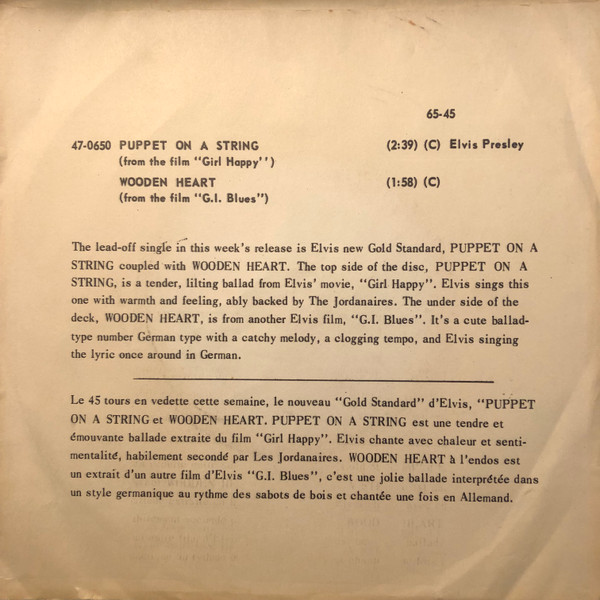 65-45
47-0650 PUPPET ON A STRING (2:39) (C) Elvis Presley
(from the film "Girl Happy")
WOODEN HEART (1:58) (C)
(from the film "G.I. Blues")
The lead-off single in this week's release is Elvis new Gold Standard, PUPPET ON A
STRING coupled with WOODEN HEART. The top side of the disc, PUPPET ON A
STRING, is a tender, lilting ballad from Elvis' movie, "Girl Happy". Elvis sings this
one with warmth and feeling, ably backed by The Jordanaires. The under side of the
deck, WOODEN HEART, is from another Elvis film, "G.I. Blues". It's a cute ballad-
type number German type with a catchy melody, a clogging tempo, and Elvis singing
the lyric once around in German.
Le 45 tours en vedette cette semaine, le nouveau "Gold Standard" d'Elvis, "PUPPET
ON A STRING et WOODEN HEART. PUPPET ON A STRING est une tendre et
émouvante ballade extraite du film "Girl Happy". Elvis chante avec chaleur et senti-
mentalité, habilement secondé par Les Jordanaires. WOODEN HEART à l'endos est
un extrait d'un autre film d'Elvis "G.I. Blues", c'est une jolie ballade interprétée dans
un style germanique au rythme des sabots de bois et chantée une fois en Allemand.